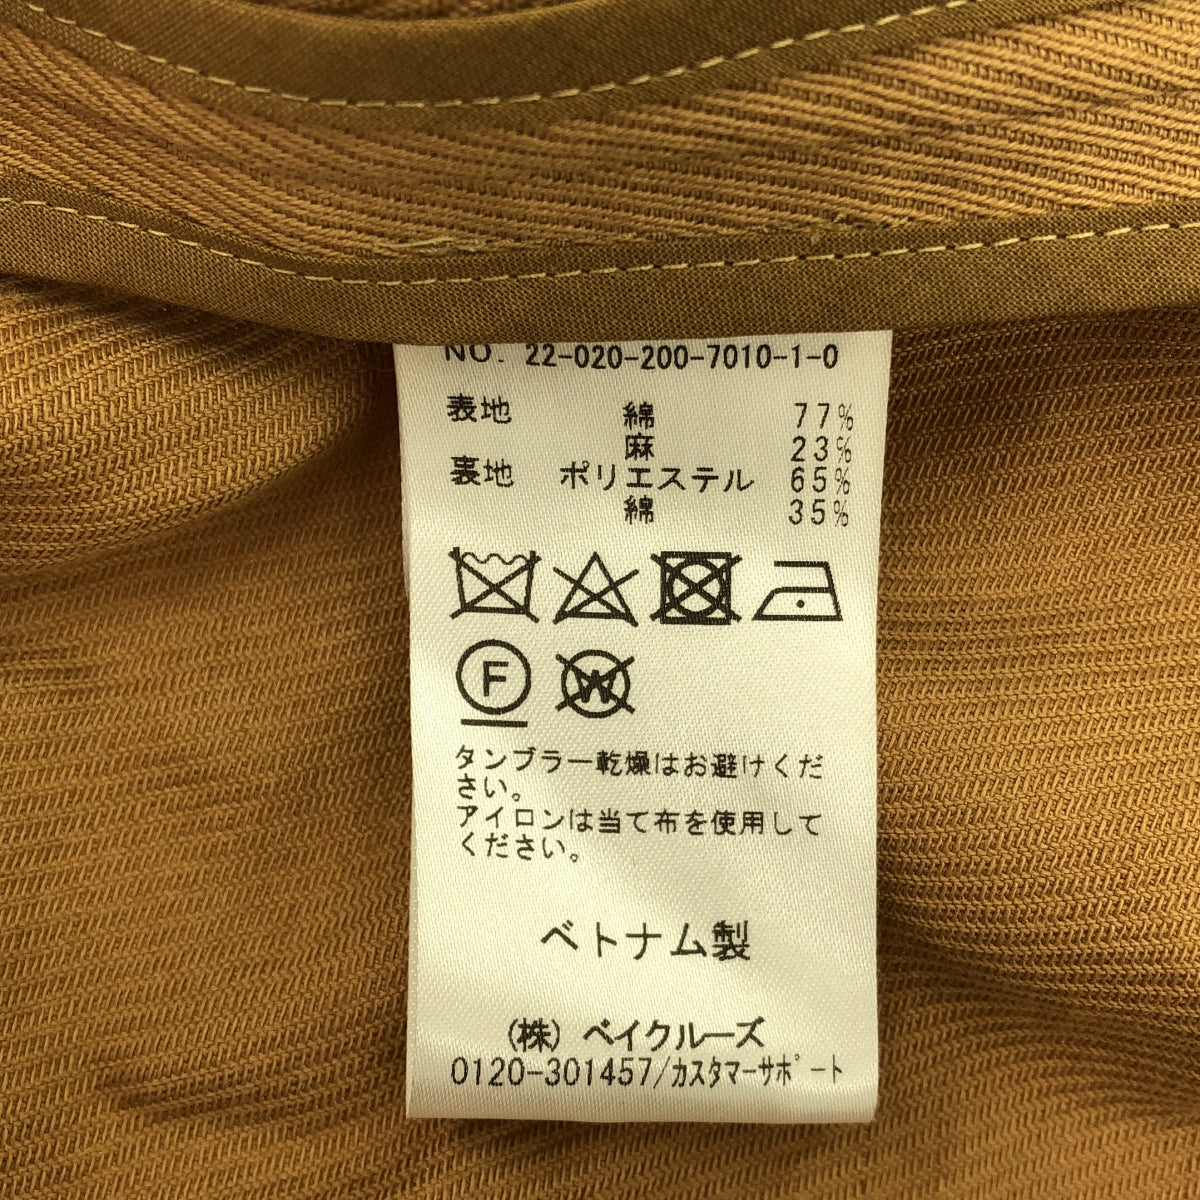 NO. 22-020-200-7010-1-0
表地 綿 77%
麻 23%
裏地 ポリエステル 65%
綿 35%
F W
タンブラー乾燥はお避けくだ
さい。
アイロンは当て布を使用して
ください。
ベトナム製
(株) ベイクルーズ
0120-301457/ｶｽﾀﾏｰｻﾎﾟｰﾄ